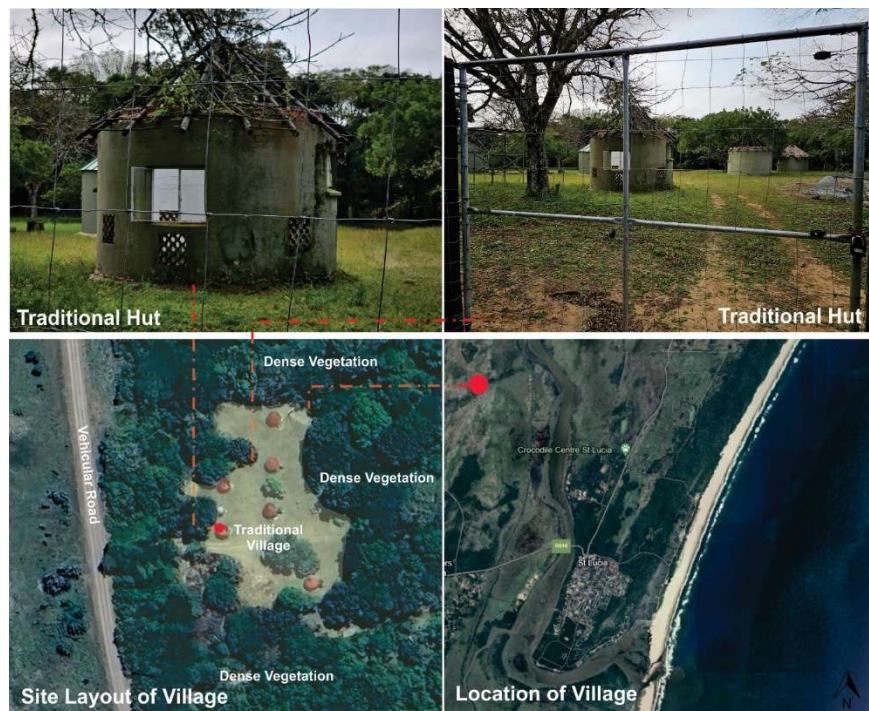 Traditional Hut
Traditional Hut
Dense Vegetation
Dense Vegetation
Vehicular Road
Traditional
Village
Dense Vegetation
Site Layout of Village
Crocodile Centre St Lucia
St Lucia
Location of Village
N